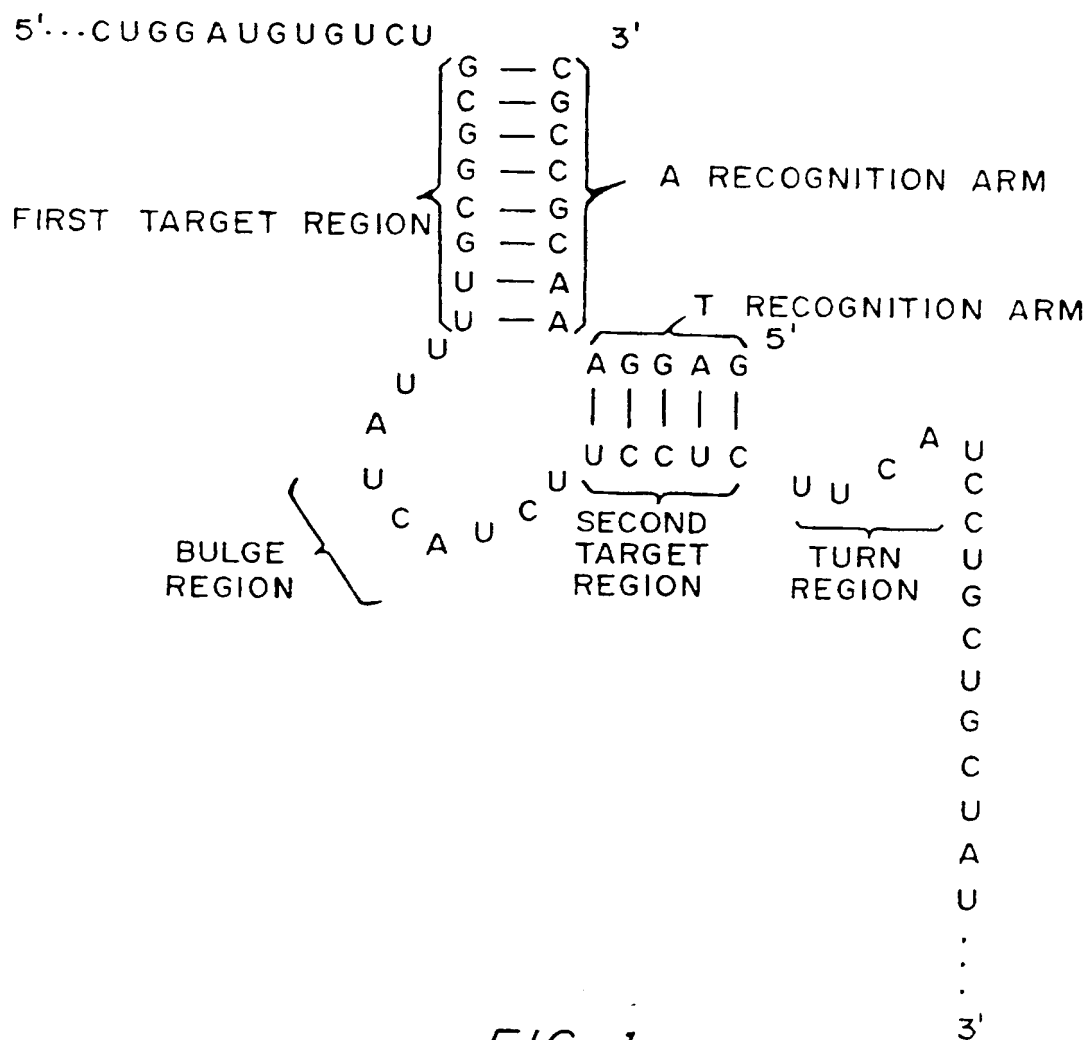 5'...CUGGAUGUGUCU 3'
G — C
C — G
G — C
G — C
C — G
G — C
U — A
U — A
FIRST TARGET REGION
A RECOGNITION ARM
T RECOGNITION ARM
5'
A G G A G
U C C U C
U
U
A
U
C
A
U
C
U
BULGE
REGION
SECOND
TARGET
REGION
U U C A
TURN
REGION
U
C
C
U
G
C
U
G
C
U
A
U
.
.
.
3'